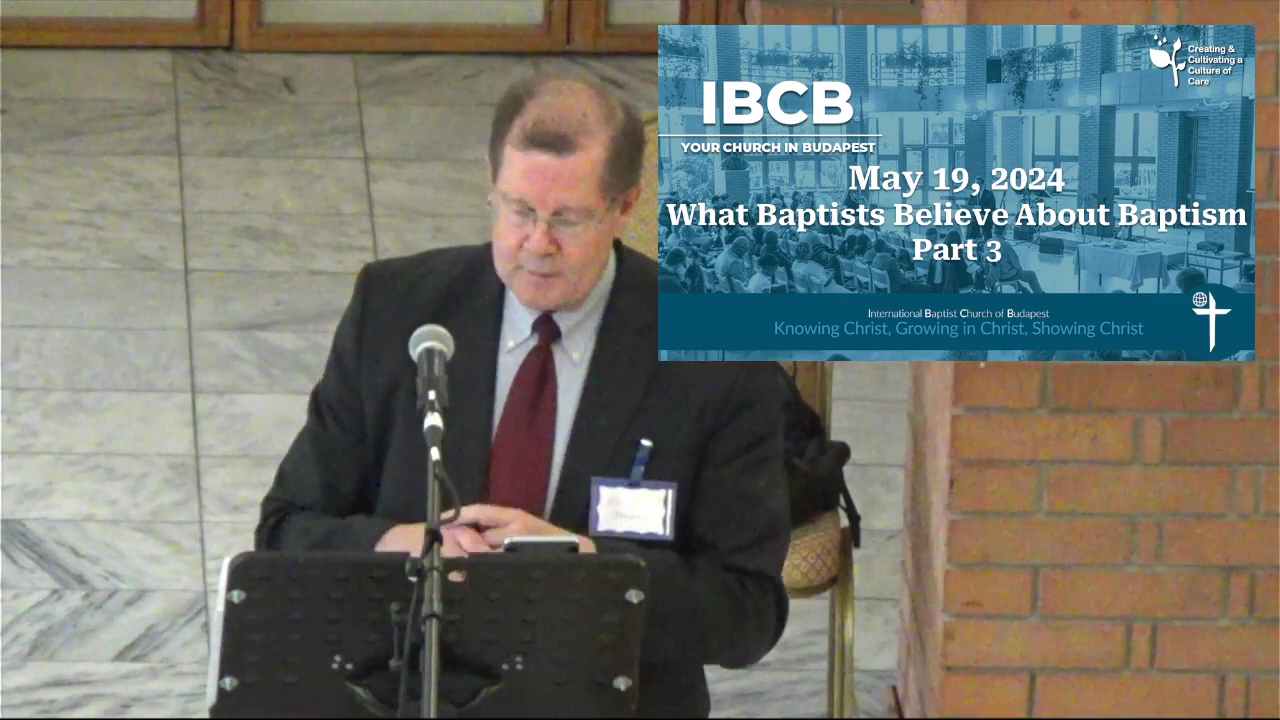 Creating &
Cultivating a
Culture of
Care
IBCB
YOUR CHURCH IN BUDAPEST
May 19, 2024
What Baptists Believe About Baptism
Part 3
International Baptist Church of Budapest
Knowing Christ, Growing in Christ, Showing Christ